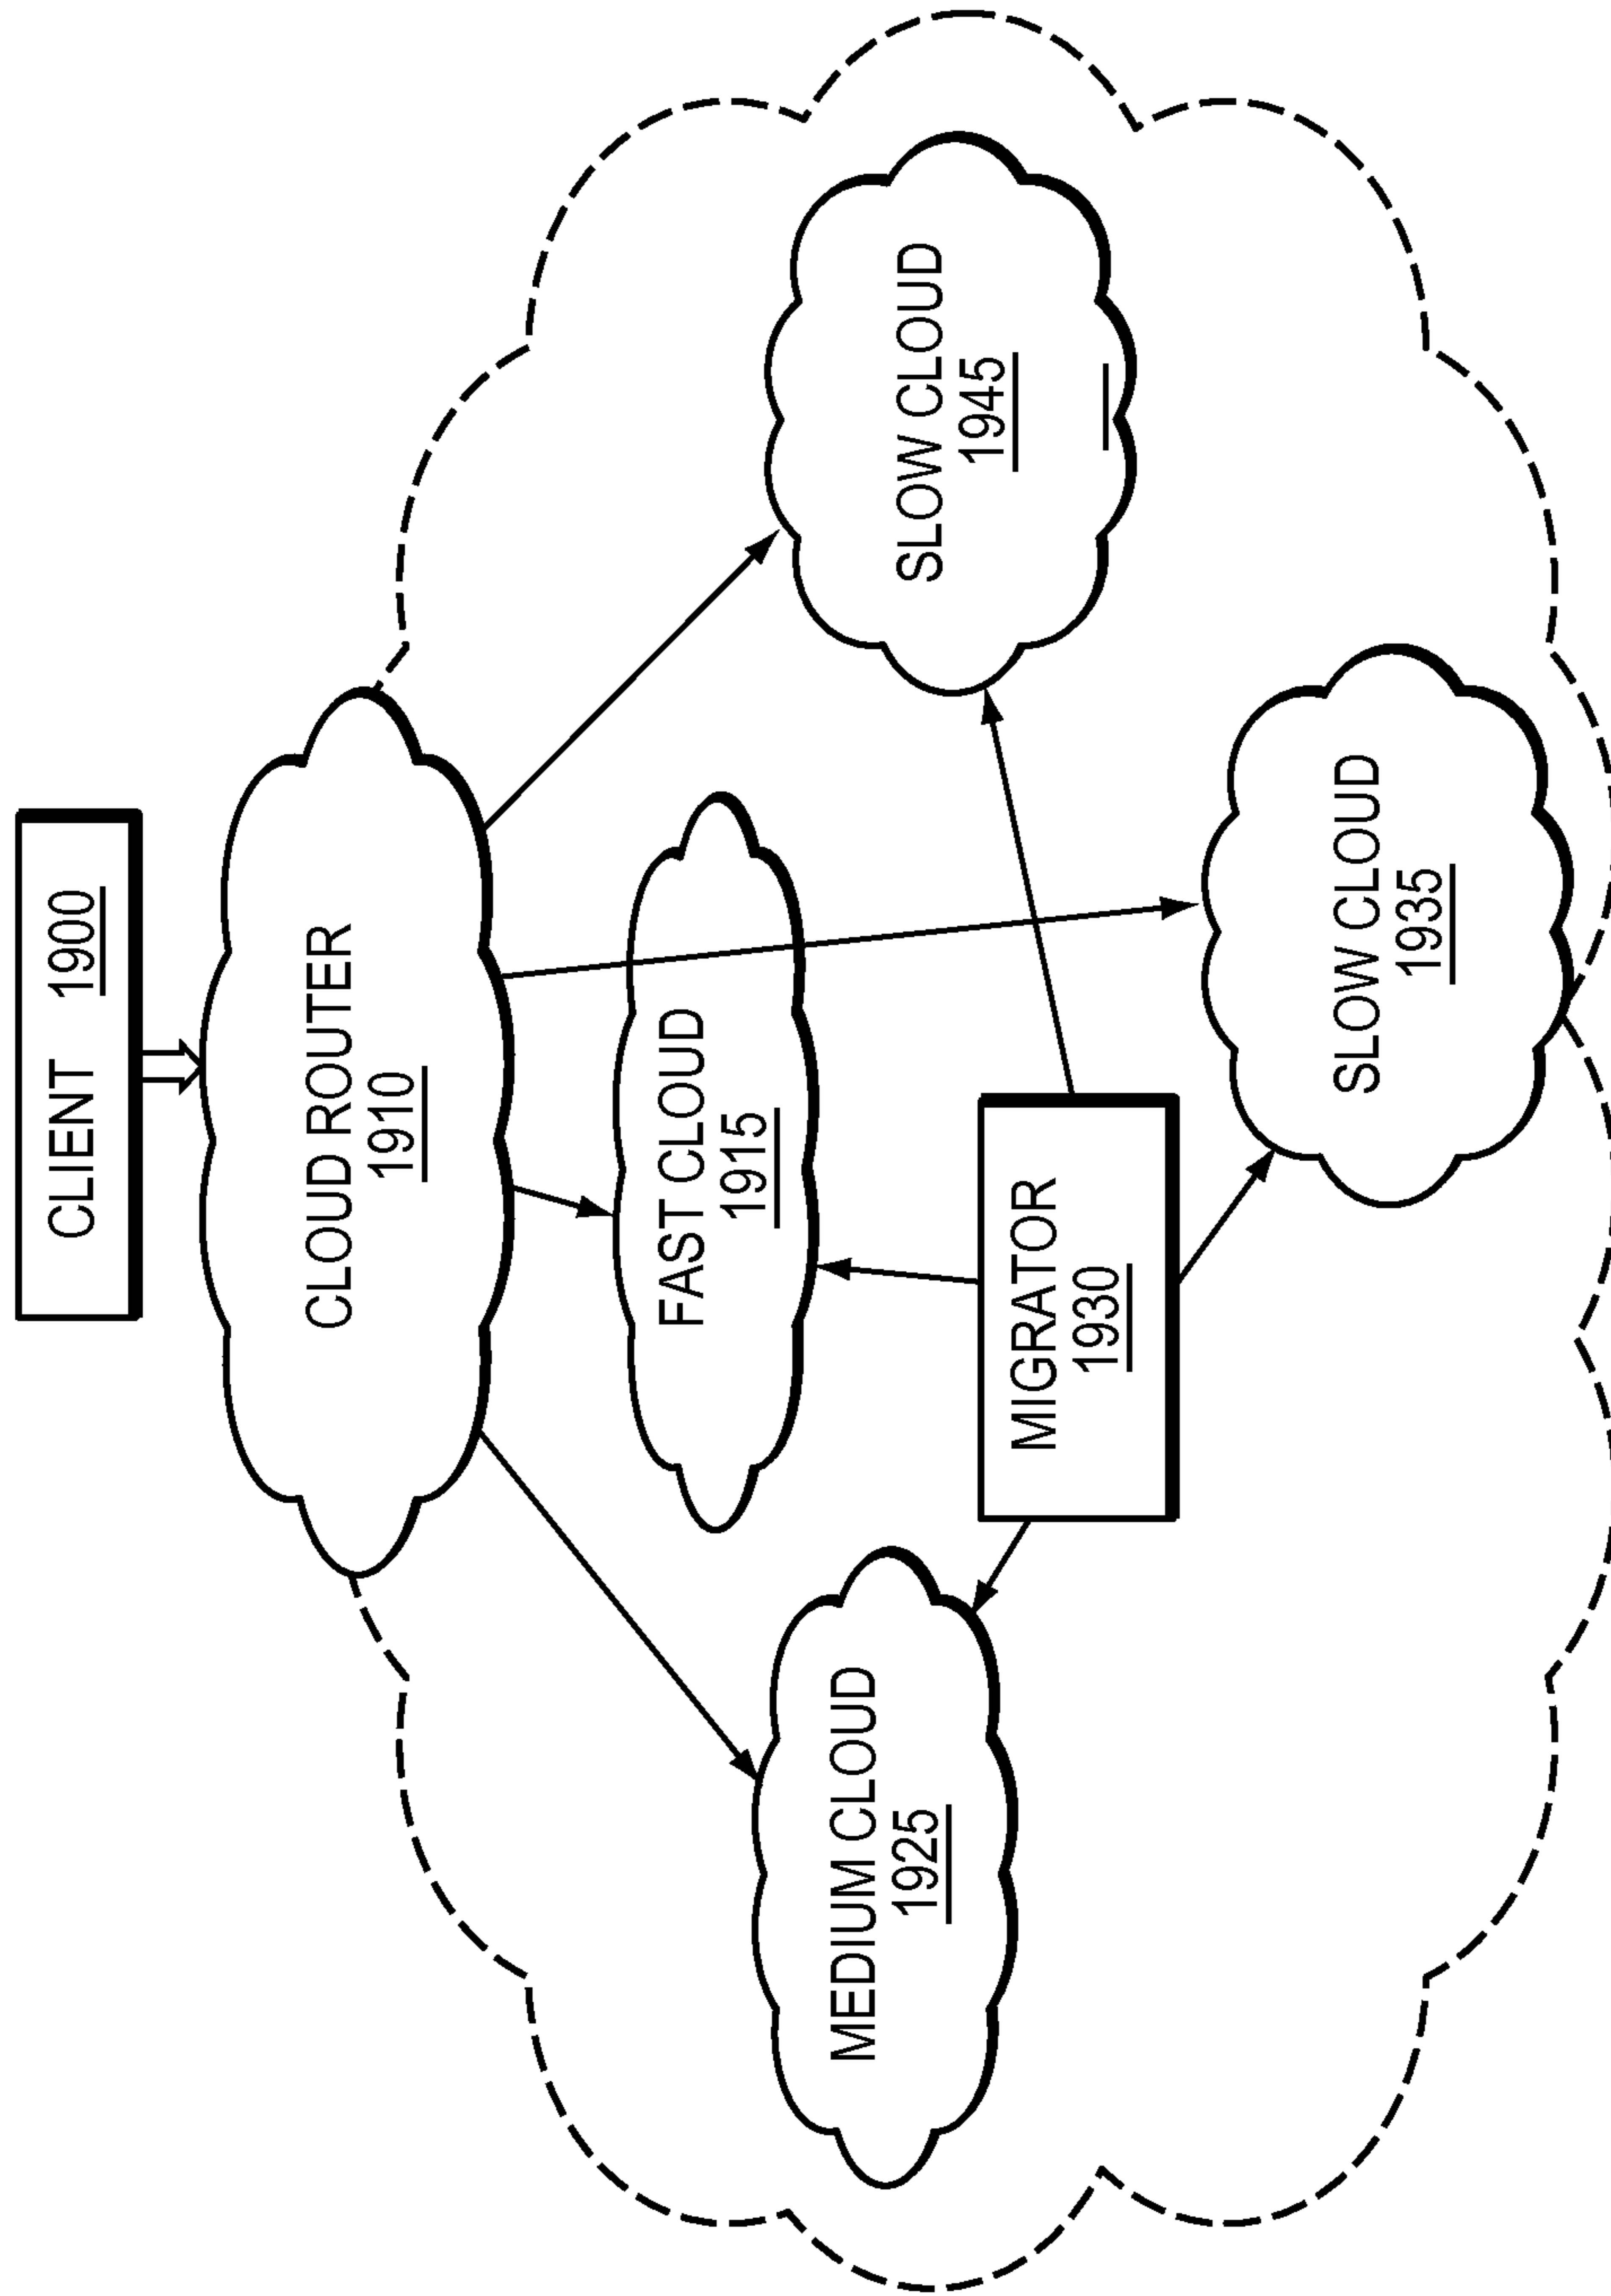 CLIENT 1900
CLOUD ROUTER
1910
FAST CLOUD
1915
MEDIUM CLOUD
1925
MIGRATOR
1930
SLOW CLOUD
1945
SLOW CLOUD
1935